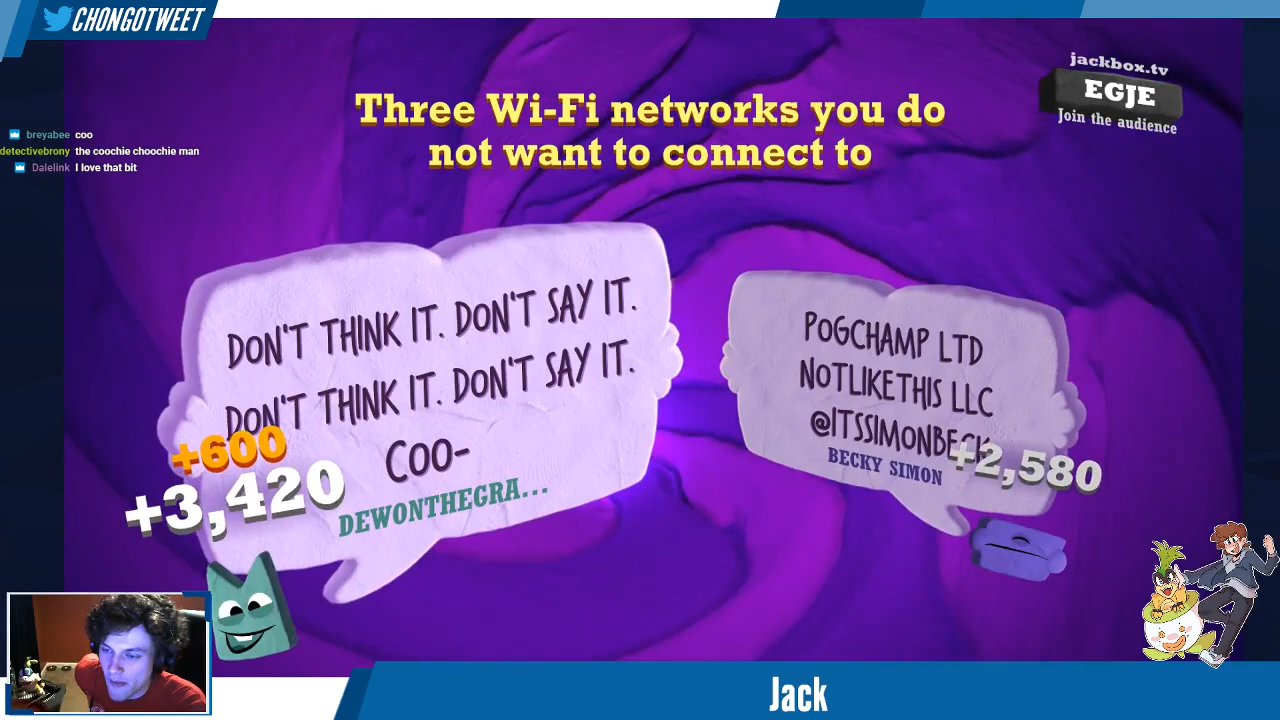 CHONGOTWEET
jackbox.tv
EGJE
Join the audience
Three Wi-Fi networks you do
not want to connect to
breyabee coo
detectivebrony the coochie choochie man
Dalelink I love that bit
DON'T THINK IT. DON'T SAY IT.
DON'T THINK IT. DON'T SAY IT.
COO-
DEWONTHEGRA...
+600
+3,420
POGCHAMP LTD
NOTLIKETHIS LLC
@ITSSIMONBECK
BECKY SIMON
+2,580
Jack